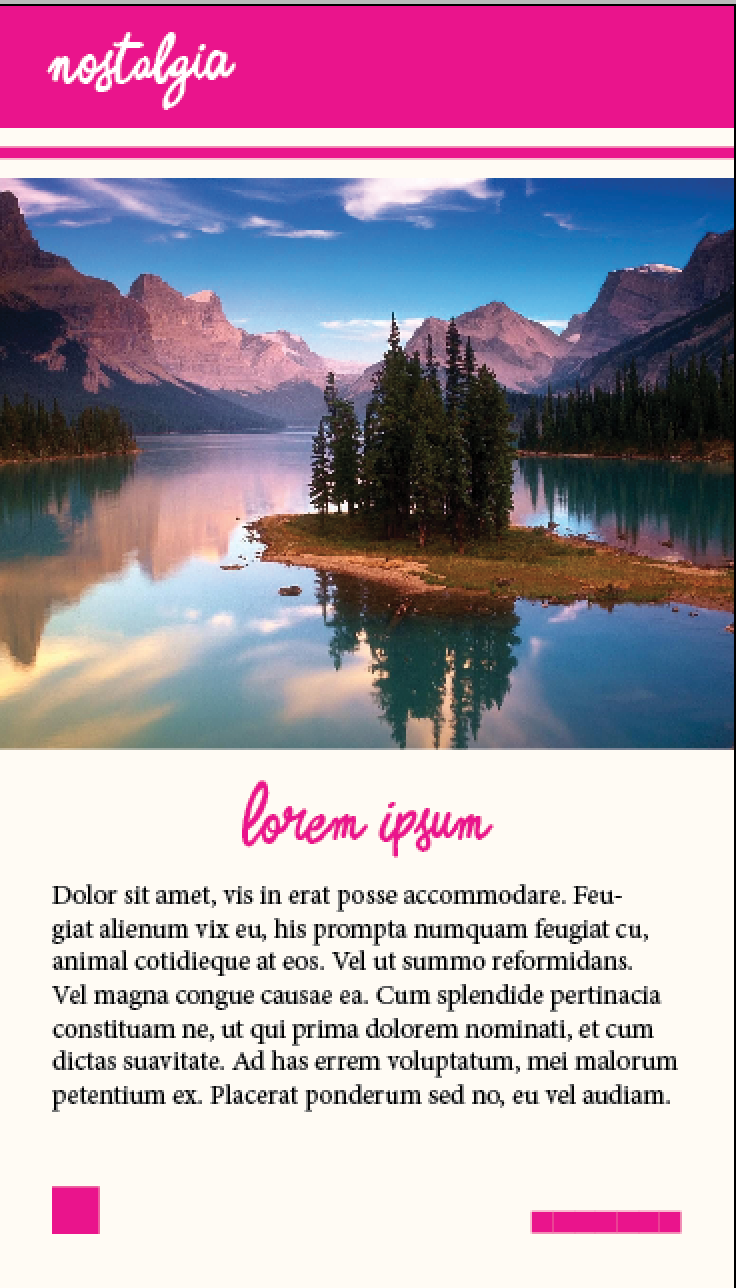 nostalgia
lorem ipsum
Dolor sit amet, vis in erat posse accommodare. Feu-
giat alienum vix eu, his prompta numquam feugiat cu,
animal cotidieque at eos. Vel ut summo reformidans.
Vel magna congue causae ea. Cum splendide pertinacia
constituam ne, ut qui prima dolorem nominati, et cum
dictas suavitate. Ad has errem voluptatum, mei malorum
petentium ex. Placerat ponderum sed no, eu vel audiam.